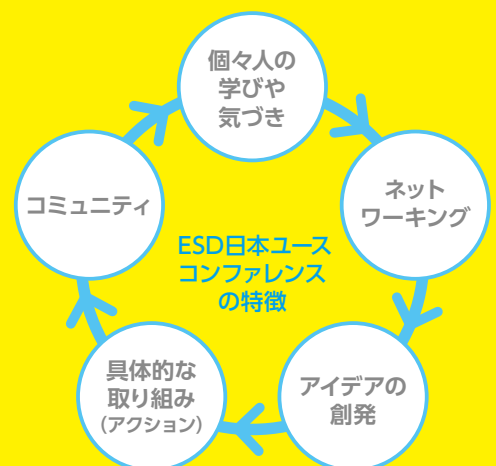 個々人の
学びや
気づき
ネット
ワーキング
アイデアの
創発
具体的な
取り組み
(アクション)
コミュニティ
ESD日本ユース
コンファレンス
の特徴